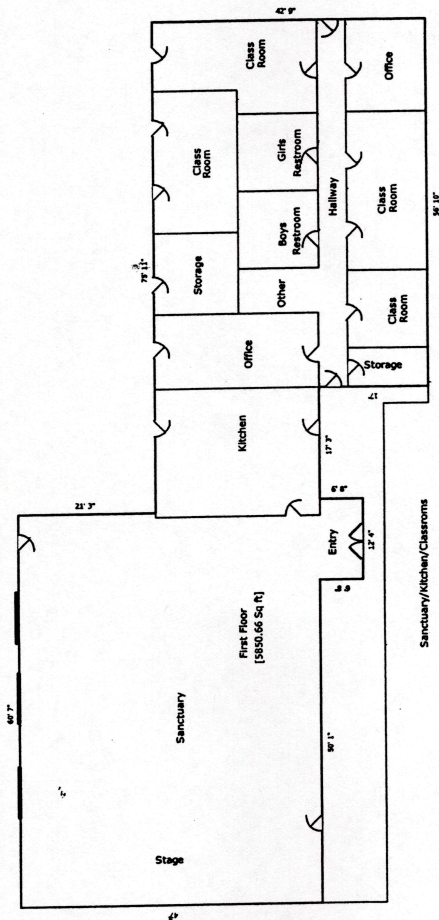 42' 9"
Class
Room
Office
Class
Room
Girls
Restroom
Hallway
Class
Room
56' 10"
Boys
Restroom
Storage
75' 11"
Other
Class
Room
Office
Storage
17'
Kitchen
17' 3"
21' 3"
6' 8"
Entry
12' 4"
First Floor
[5850.66 Sq ft]
60' 7"
Sanctuary
50' 1"
Stage
47'
Sanctuary/Kitchen/Classroms